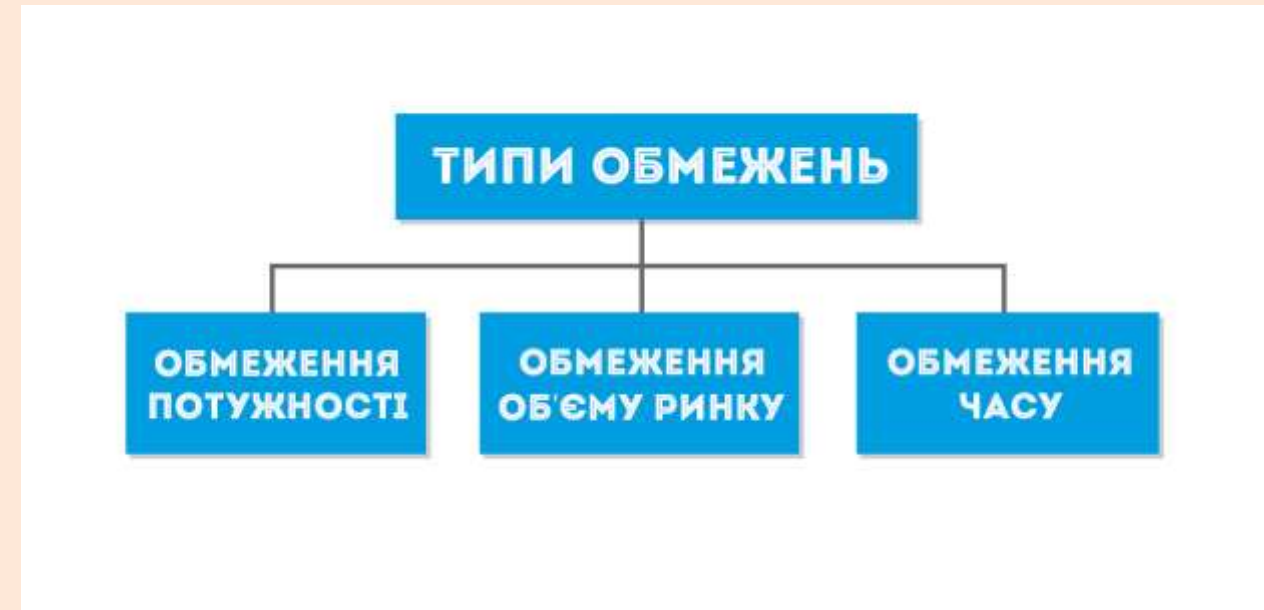 ТИПИ ОБМЕЖЕНЬ
ОБМЕЖЕННЯ
ПОТУЖНОСТІ
ОБМЕЖЕННЯ
ОБ'ЄМУ РИНКУ
ОБМЕЖЕННЯ
ЧАСУ